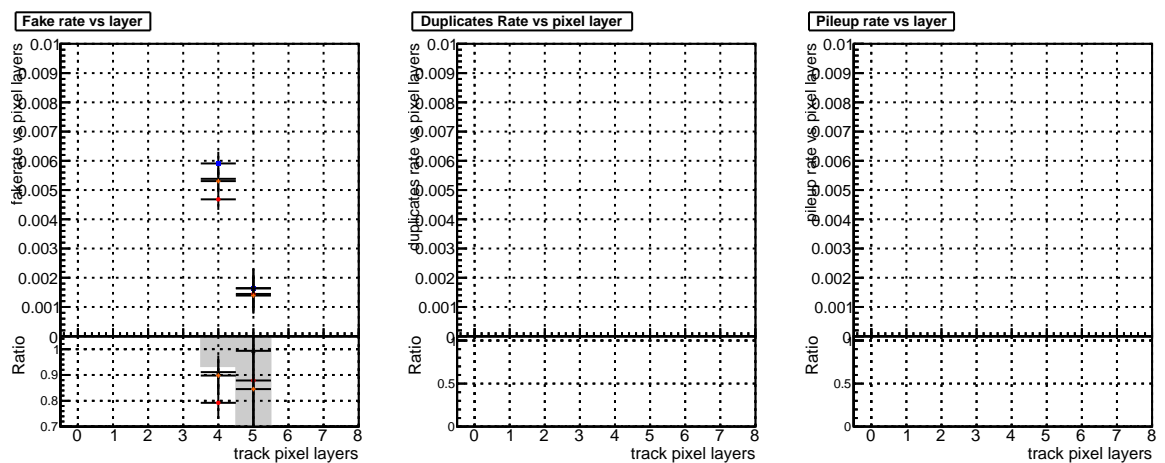 Fake rate vs layer
fakerate vs pixel layers
0.01
0.009
0.008
0.007
0.006
0.005
0.004
0.003
0.002
0.001
0
Ratio
1
0.9
0.8
0.7
0 1 2 3 4 5 6 7 8
track pixel layers
Duplicates Rate vs pixel layer
duplicates rate vs pixel layers
0.01
0.009
0.008
0.007
0.006
0.005
0.004
0.003
0.002
0.001
0
Ratio
1
0.5
0
0 1 2 3 4 5 6 7 8
track pixel layers
Pileup rate vs layer
pileup rate vs pixel layers
0.01
0.009
0.008
0.007
0.006
0.005
0.004
0.003
0.002
0.001
0
Ratio
1
0.5
0
0 1 2 3 4 5 6 7 8
track pixel layers